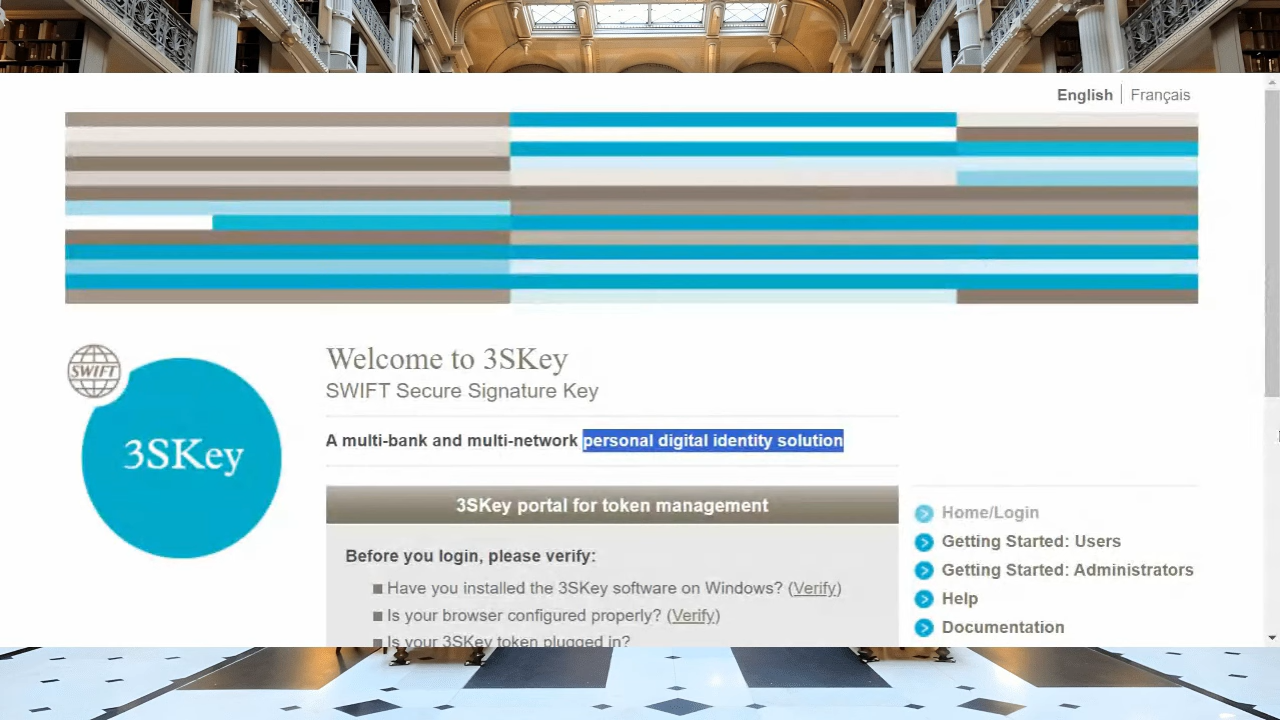 English Français
SWIFT
3SKey
Welcome to 3SKey
SWIFT Secure Signature Key
A multi-bank and multi-network personal digital identity solution
3SKey portal for token management
Before you login, please verify:
Have you installed the 3SKey software on Windows? (Verify)
Is your browser configured properly? (Verify)
Is your 3SKey token plugged in?
Home/Login
Getting Started: Users
Getting Started: Administrators
Help
Documentation